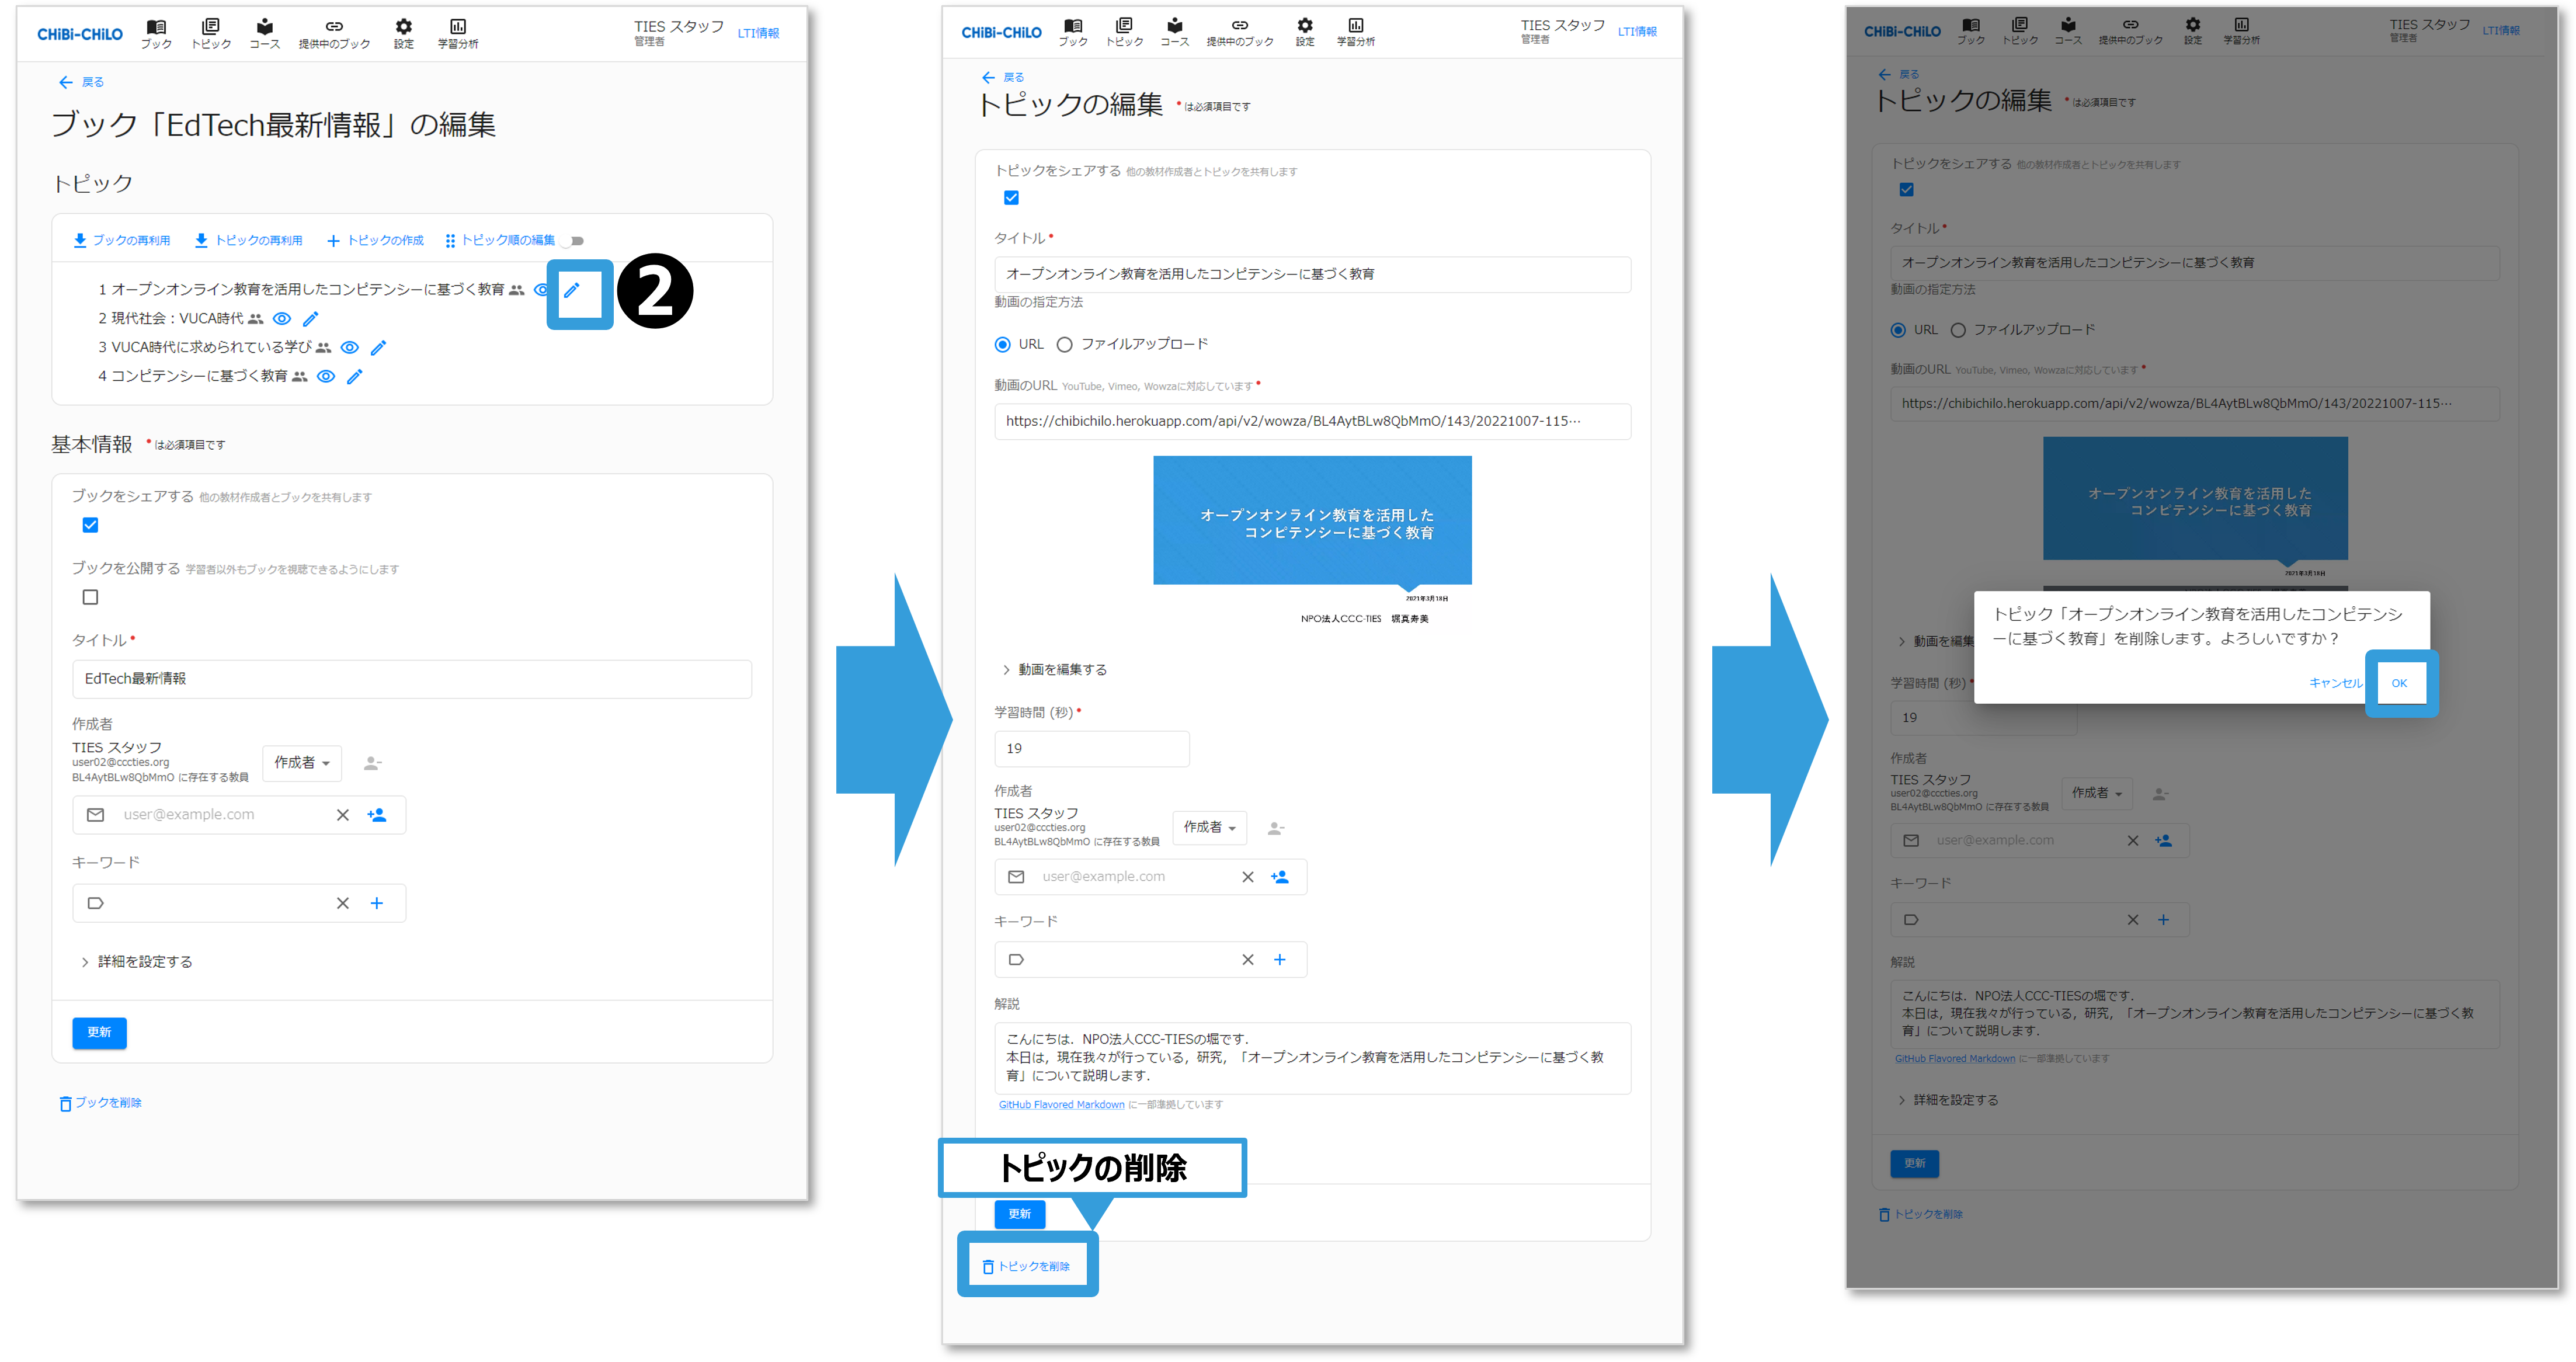 CHiBi-CHiLO
ブック
トピック
コース
提供中のブック
設定
学習分析
TIES スタッフ
管理者
LTI情報
戻る
ブック「EdTech最新情報」の編集
トピック
ブックの再利用
トピックの再利用
トピックの作成
トピック順の編集
1 オープンオンライン教育を活用したコンピテンシーに基づく教育
2
2 現代社会：VUCA時代
3 VUCA時代に求められている学び
4 コンピテンシーに基づく教育
基本情報 * は必須項目です
ブックをシェアする 他の教材作成者とブックを共有します
ブックを公開する 学習者以外もブックを視聴できるようにします
タイトル *
EdTech最新情報
作成者
TIES スタッフ
user02@cccties.org
BL4AytBLw8QbMmO に存在する教員
作成者
user@example.com
キーワード
詳細を設定する
更新
ブックを削除
CHiBi-CHiLO
ブック
トピック
コース
提供中のブック
設定
学習分析
TIES スタッフ
管理者
LTI情報
戻る
トピックの編集 * は必須項目です
トピックをシェアする 他の教材作成者とトピックを共有します
タイトル *
オープンオンライン教育を活用したコンピテンシーに基づく教育
動画の指定方法
URL ファイルアップロード
動画のURL YouTube, Vimeo, Wowzaに対応しています *
https://chibichilo.herokuapp.com/api/v2/wowza/BL4AytBLw8QbMmO/143/20221007-115…
オープンオンライン教育を活用した
コンピテンシーに基づく教育
2021年3月18日
NPO法人CCC-TIES 堀真寿美
動画を編集する
学習時間 (秒) *
19
作成者
TIES スタッフ
user02@cccties.org
BL4AytBLw8QbMmO に存在する教員
作成者
user@example.com
キーワード
解説
こんにちは．NPO法人CCC-TIESの堀です．
本日は，現在我々が行っている，研究，「オープンオンライン教育を活用したコンピテンシーに基づく教
育」について説明します．
GitHub Flavored Markdown に一部準拠しています
トピックの削除
更新
トピックを削除
CHiBi-CHiLO
ブック
トピック
コース
提供中のブック
設定
学習分析
TIES スタッフ
管理者
LTI情報
戻る
トピックの編集 * は必須項目です
トピックをシェアする 他の教材作成者とトピックを共有します
タイトル *
オープンオンライン教育を活用したコンピテンシーに基づく教育
動画の指定方法
URL ファイルアップロード
動画のURL YouTube, Vimeo, Wowzaに対応しています *
https://chibichilo.herokuapp.com/api/v2/wowza/BL4AytBLw8QbMmO/143/20221007-115…
オープンオンライン教育を活用した
コンピテンシーに基づく教育
2021年3月18日
トピック「オープンオンライン教育を活用したコンピテンシ
ーに基づく教育」を削除します。よろしいですか？
キャンセル
OK
動画を編集
学習時間 (秒) *
19
作成者
TIES スタッフ
user02@cccties.org
BL4AytBLw8QbMmO に存在する教員
作成者
user@example.com
キーワード
解説
こんにちは．NPO法人CCC-TIESの堀です．
本日は，現在我々が行っている，研究，「オープンオンライン教育を活用したコンピテンシーに基づく教
育」について説明します．
GitHub Flavored Markdown に一部準拠しています
詳細を設定する
更新
トピックを削除